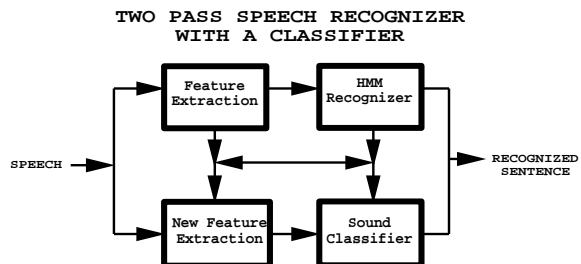 TWO PASS SPEECH RECOGNIZER
WITH A CLASSIFIER
Feature
Extraction
HMM
Recognizer
SPEECH
RECOGNIZED
SENTENCE
New Feature
Extraction
Sound
Classifier